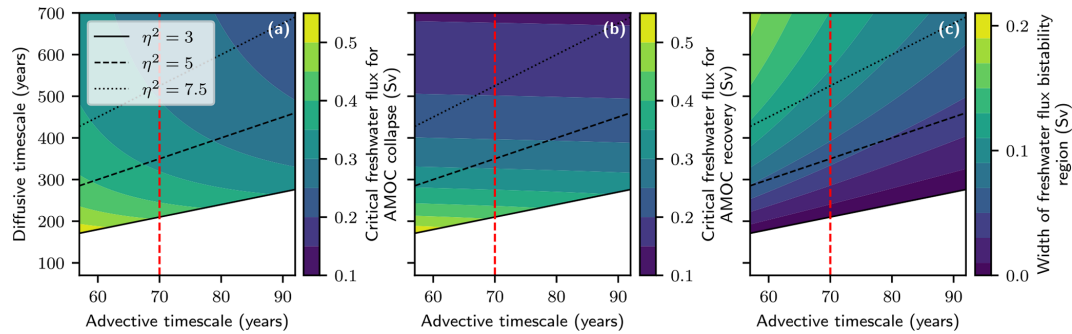 Diffusive timescale (years)
700
600
500
400
300
200
100
η² = 3
η² = 5
η² = 7.5
(a)
60 70 80 90
Advective timescale (years)
0.5
0.4
0.3
0.2
0.1
Critical freshwater flux for
AMOC collapse (Sv)
(b)
60 70 80 90
Advective timescale (years)
0.5
0.4
0.3
0.2
0.1
Critical freshwater flux for
AMOC recovery (Sv)
(c)
60 70 80 90
Advective timescale (years)
0.2
0.1
0.0
Width of freshwater flux bistability
region (Sv)